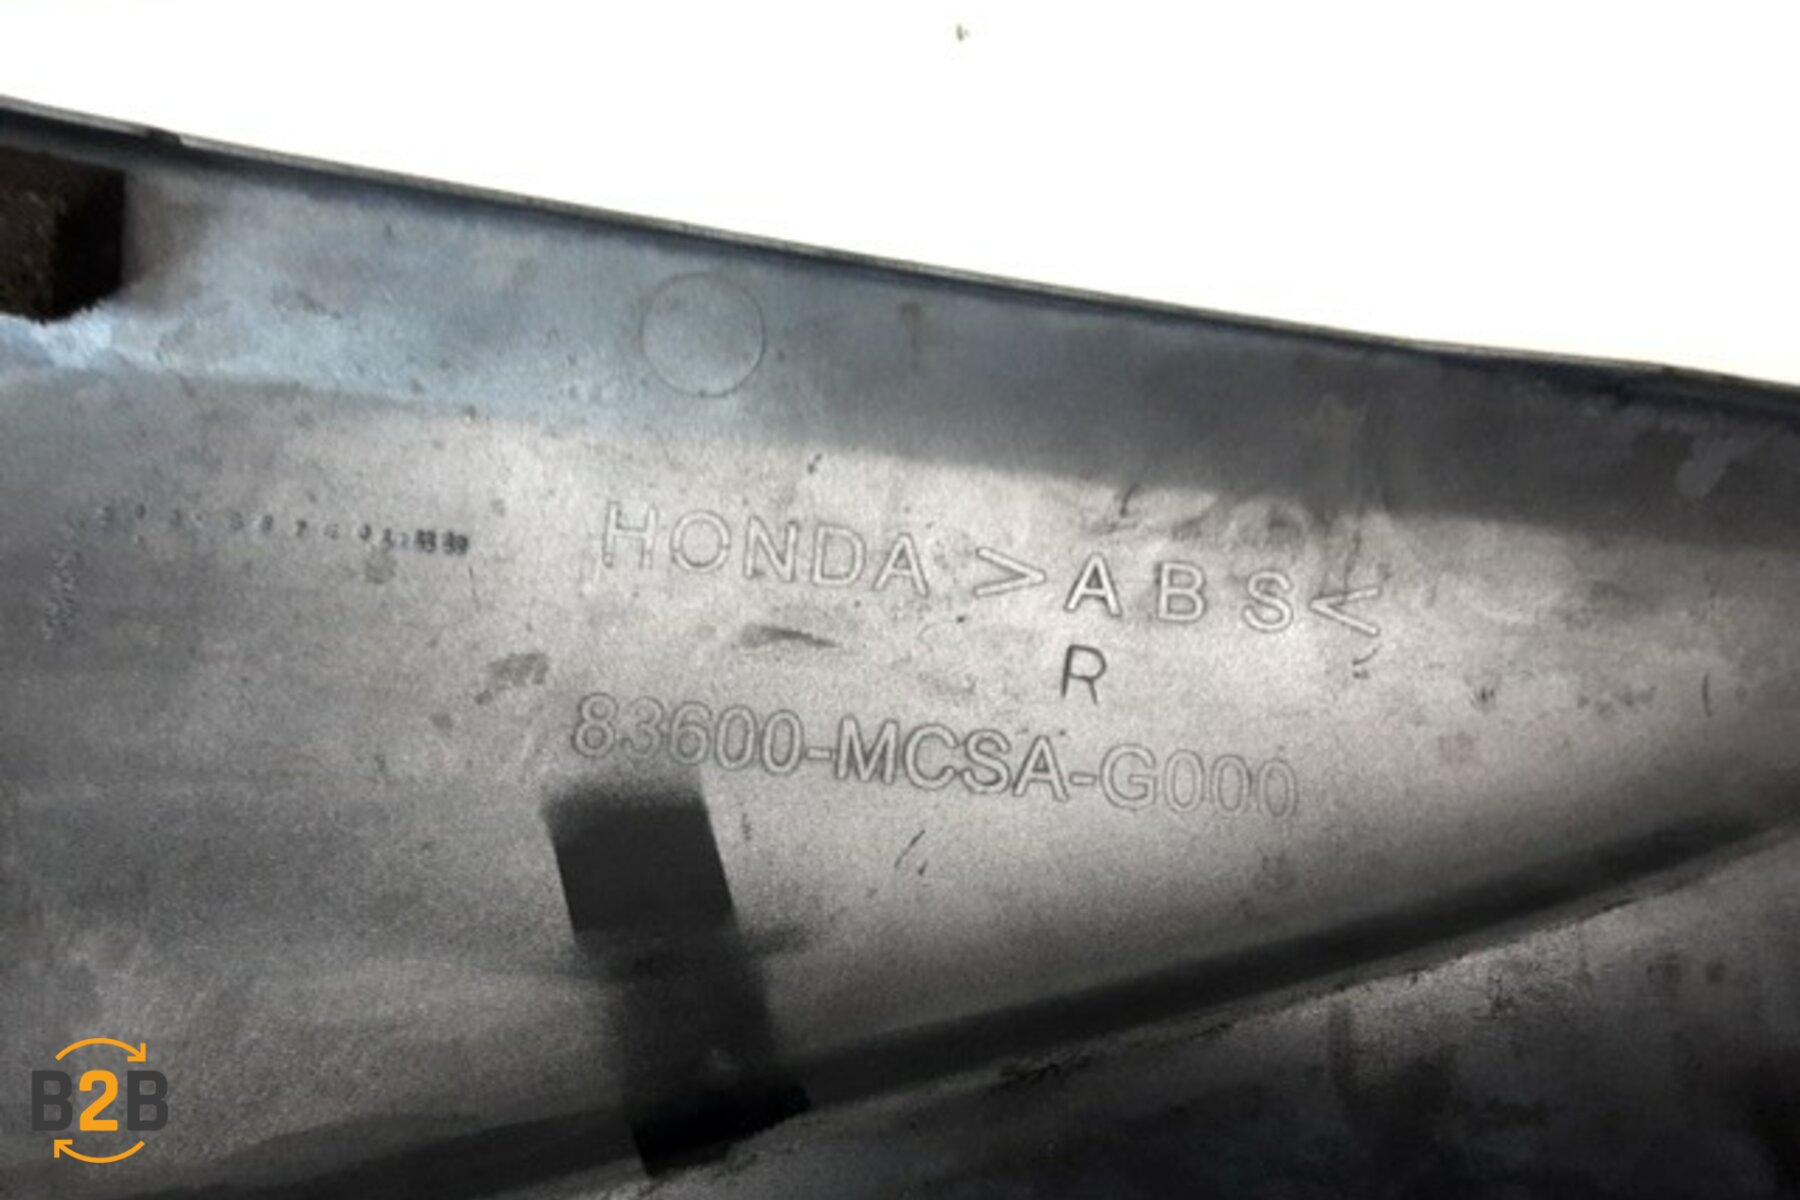 HONDA >ABS<
R
83600-MCSA-G000
B2B